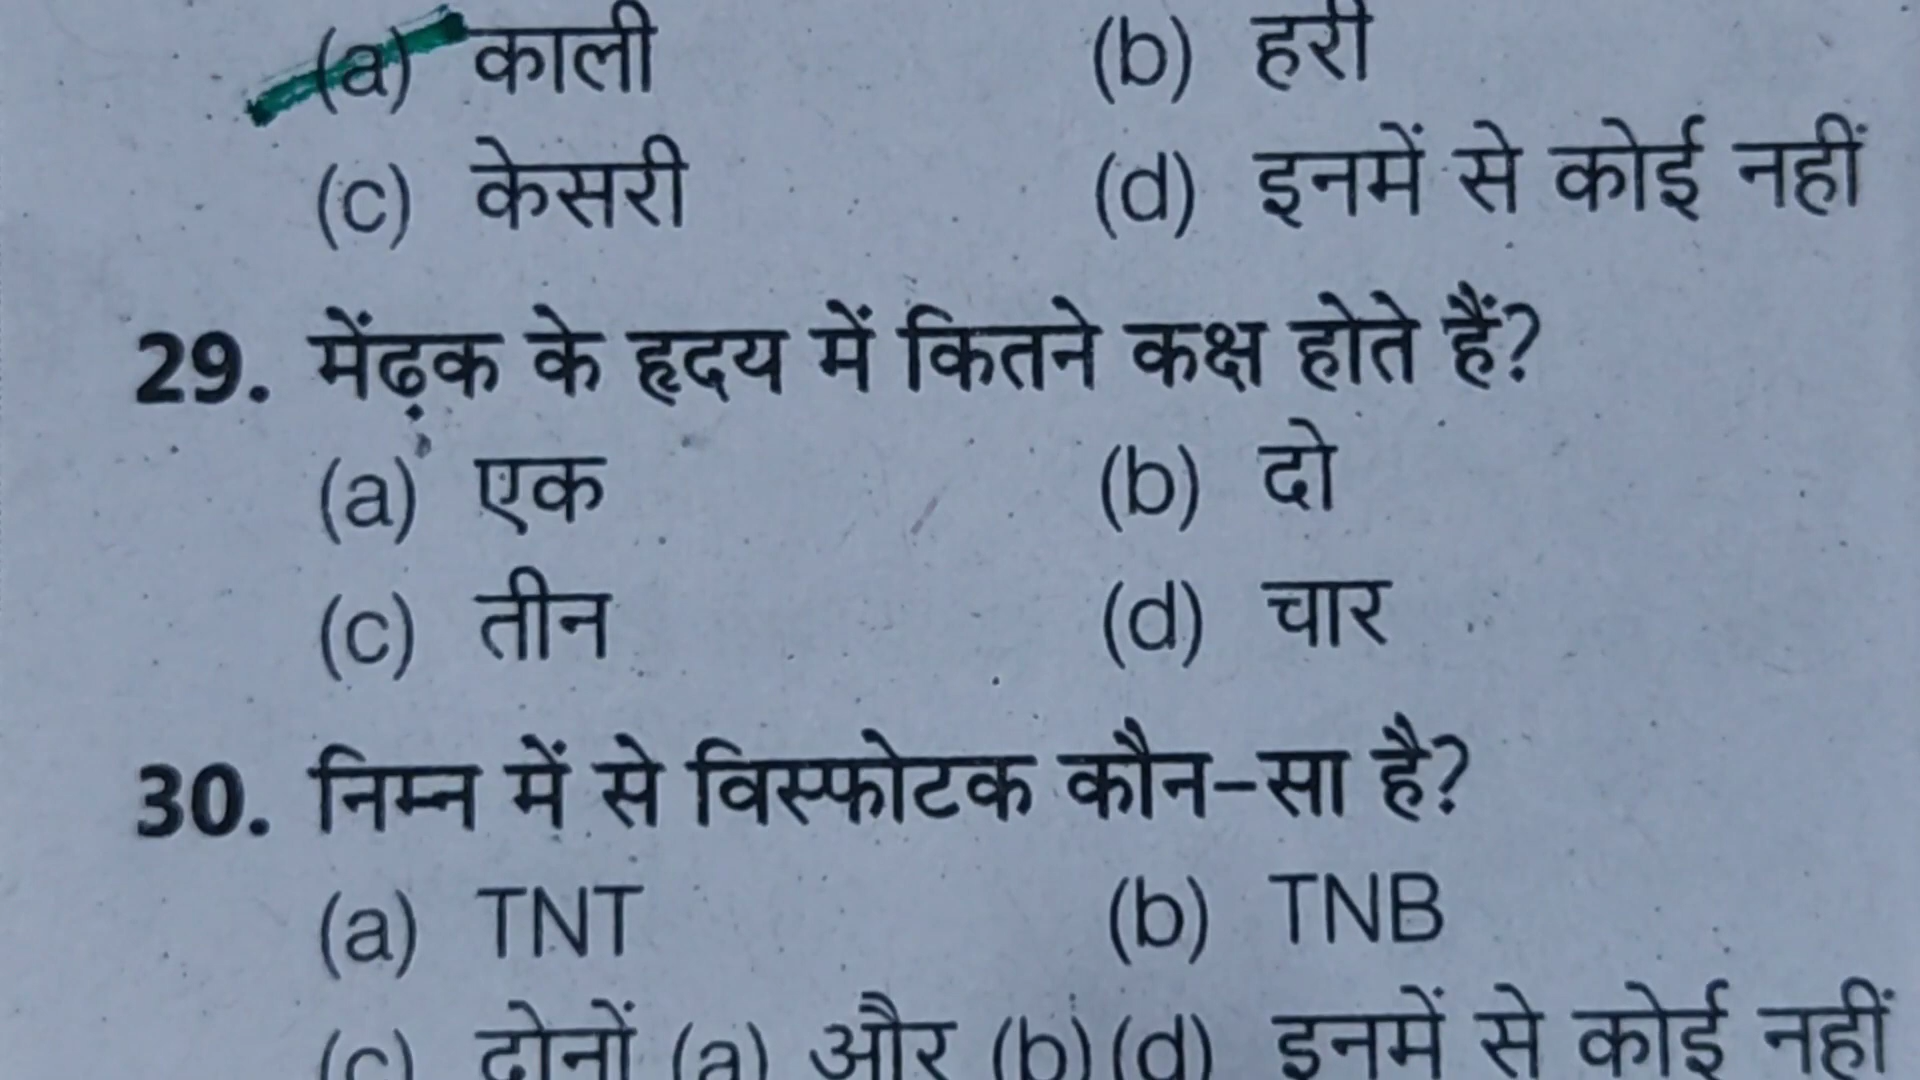 (a) काली (b) हरी
(c) केसरी (d) इनमें से कोई नहीं
29. मेंढ़क के हृदय में कितने कक्ष होते हैं?
(a) एक (b) दो
(c) तीन (d) चार
30. निम्न में से विस्फोटक कौन-सा है?
(a) TNT (b) TNB
(c) दोनों (a) और (b) (d) इनमें से कोई नहीं